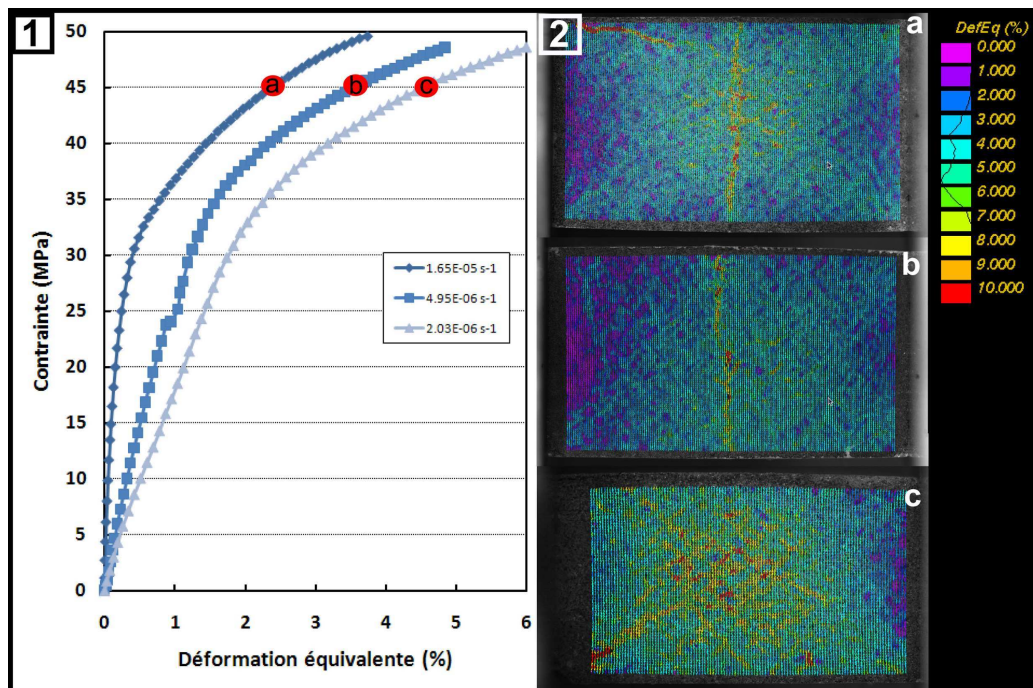 1
50
45
40
35
30
25
20
15
10
5
0
Contrainte (MPa)
a
b
c
1.65E-05 s-1
4.95E-06 s-1
2.03E-06 s-1
0 1 2 3 4 5 6
Déformation équivalente (%)
2
a
b
c
DefEq (%)
0.000
1.000
2.000
3.000
4.000
5.000
6.000
7.000
8.000
9.000
10.000